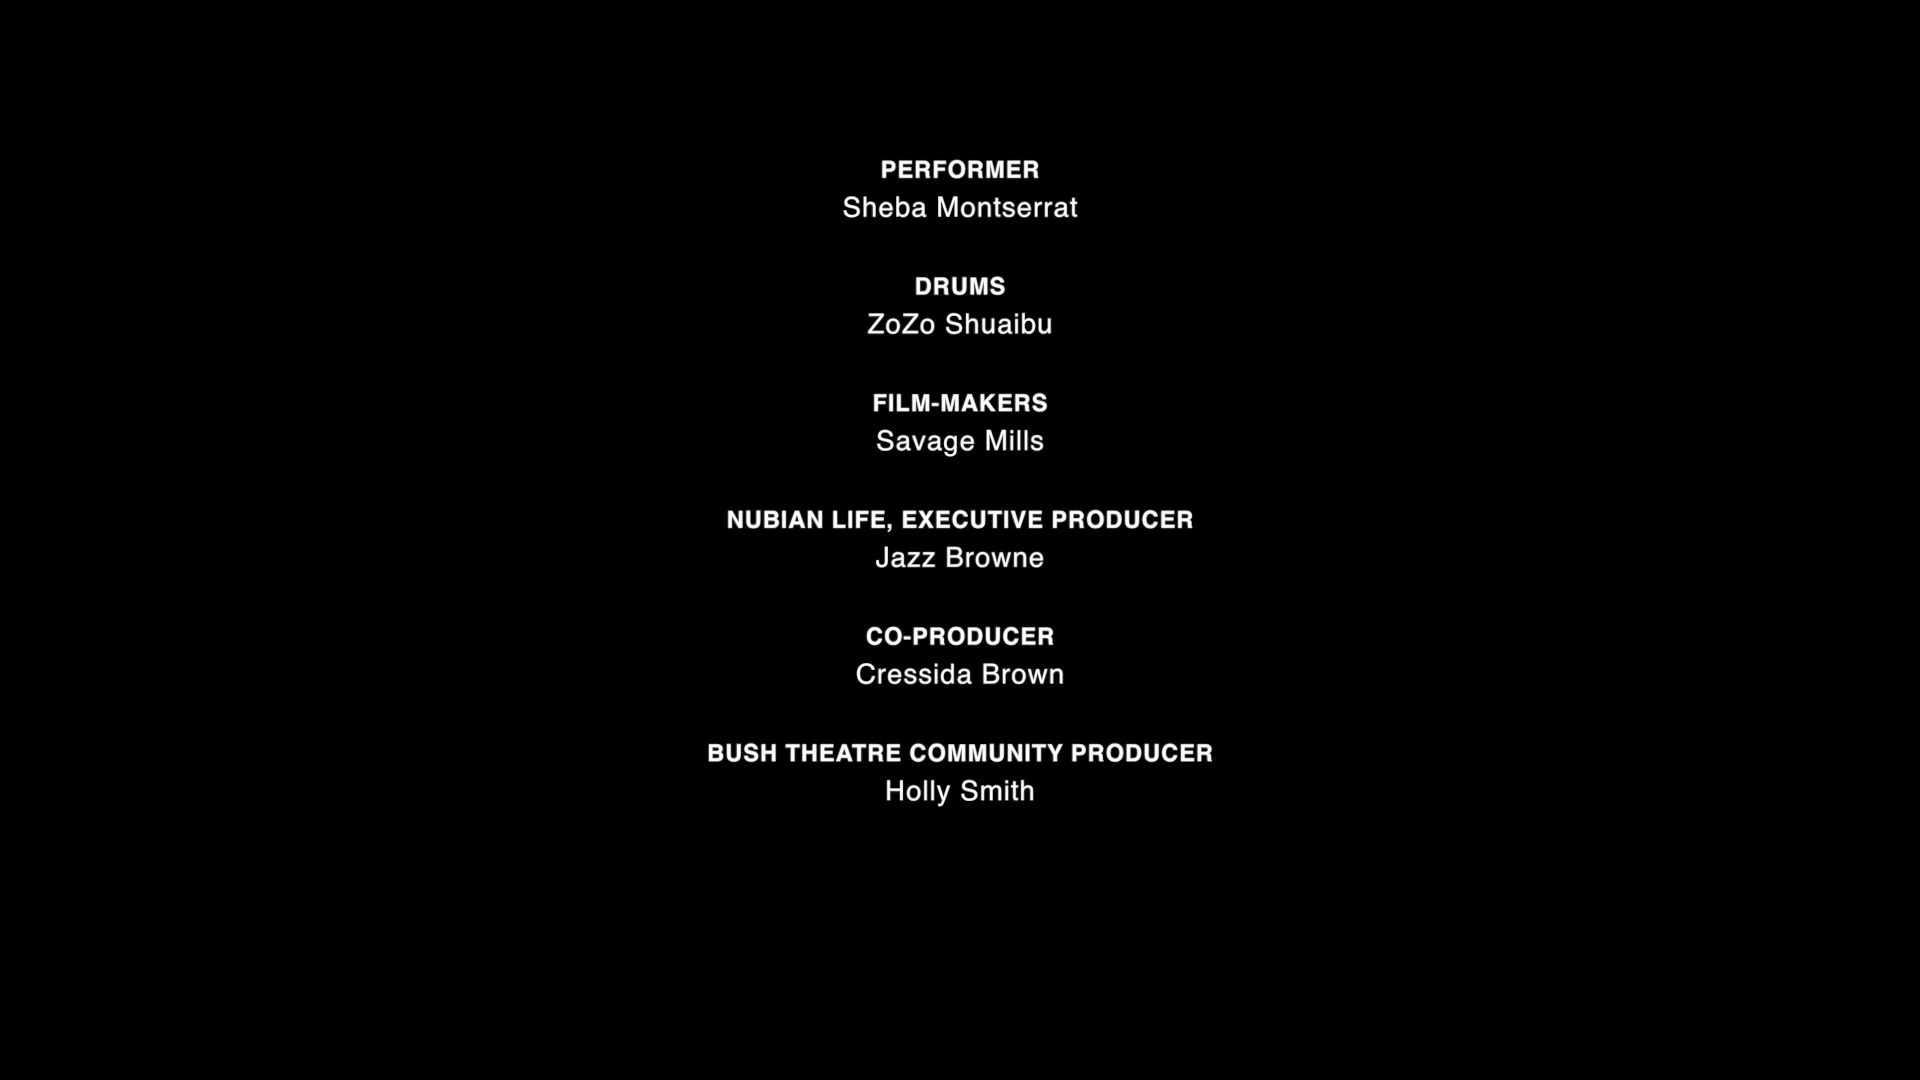 PERFORMER
Sheba Montserrat
DRUMS
ZoZo Shuaibu
FILM-MAKERS
Savage Mills
NUBIAN LIFE, EXECUTIVE PRODUCER
Jazz Browne
CO-PRODUCER
Cressida Brown
BUSH THEATRE COMMUNITY PRODUCER
Holly Smith